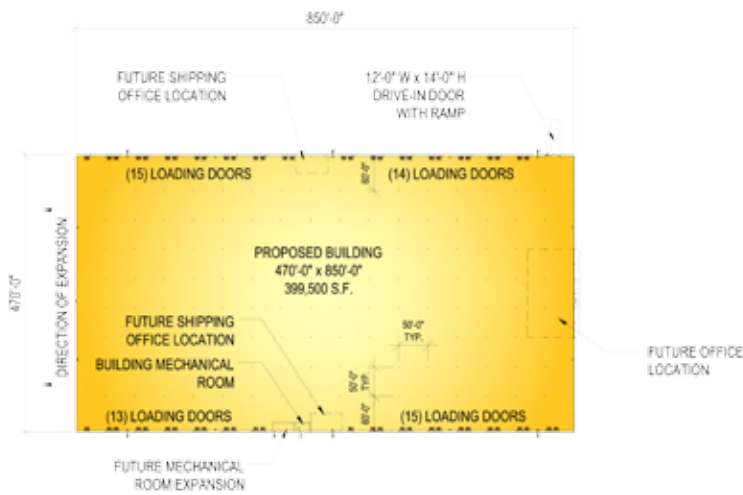 850'-0"
FUTURE SHIPPING
OFFICE LOCATION
12'-0" W x 14'-0" H
DRIVE-IN DOOR
WITH RAMP
(15) LOADING DOORS
60'-0"
(14) LOADING DOORS
470'-0"
DIRECTION OF EXPANSION
PROPOSED BUILDING
470'-0" x 850'-0"
399,500 S.F.
FUTURE SHIPPING
OFFICE LOCATION
BUILDING MECHANICAL
ROOM
50'-0"
TYP.
50'-0"
TYP.
60'-0"
FUTURE OFFICE
LOCATION
(13) LOADING DOORS
(15) LOADING DOORS
FUTURE MECHANICAL
ROOM EXPANSION